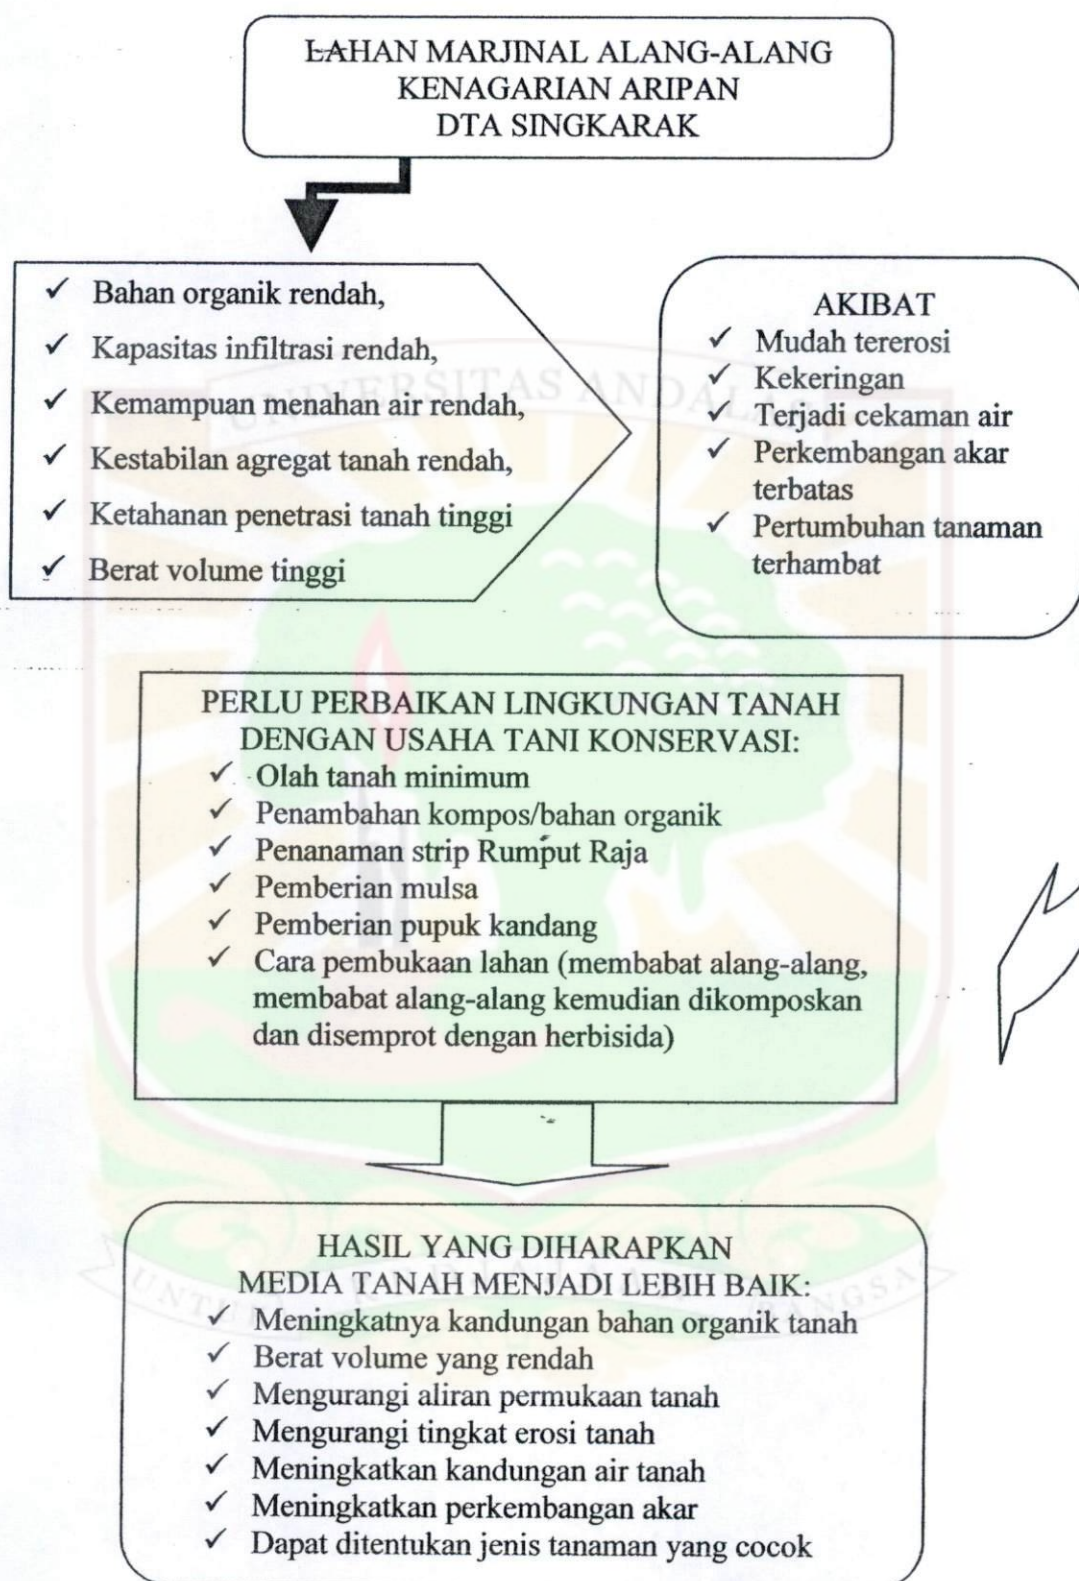 LAHAN MARJINAL ALANG-ALANG
KENAGARIAN ARIPAN
DTA SINGKARAK
✓ Bahan organik rendah,
✓ Kapasitas infiltrasi rendah,
✓ Kemampuan menahan air rendah,
✓ Kestabilan agregat tanah rendah,
✓ Ketahanan penetrasi tanah tinggi
✓ Berat volume tinggi
AKIBAT
✓ Mudah tererosi
✓ Kekeringan
✓ Terjadi cekaman air
✓ Perkembangan akar
terbatas
✓ Pertumbuhan tanaman
terhambat
UNIVERSITAS ANDALAS
PERLU PERBAIKAN LINGKUNGAN TANAH
DENGAN USAHA TANI KONSERVASI:
✓ Olah tanah minimum
✓ Penambahan kompos/bahan organik
✓ Penanaman strip Rumput Raja
✓ Pemberian mulsa
✓ Pemberian pupuk kandang
✓ Cara pembukaan lahan (membabat alang-alang,
membabat alang-alang kemudian dikomposkan
dan disemprot dengan herbisida)
HASIL YANG DIHARAPKAN
MEDIA TANAH MENJADI LEBIH BAIK:
✓ Meningkatnya kandungan bahan organik tanah
✓ Berat volume yang rendah
✓ Mengurangi aliran permukaan tanah
✓ Mengurangi tingkat erosi tanah
✓ Meningkatkan kandungan air tanah
✓ Meningkatkan perkembangan akar
✓ Dapat ditentukan jenis tanaman yang cocok
UNTUK BANGSA